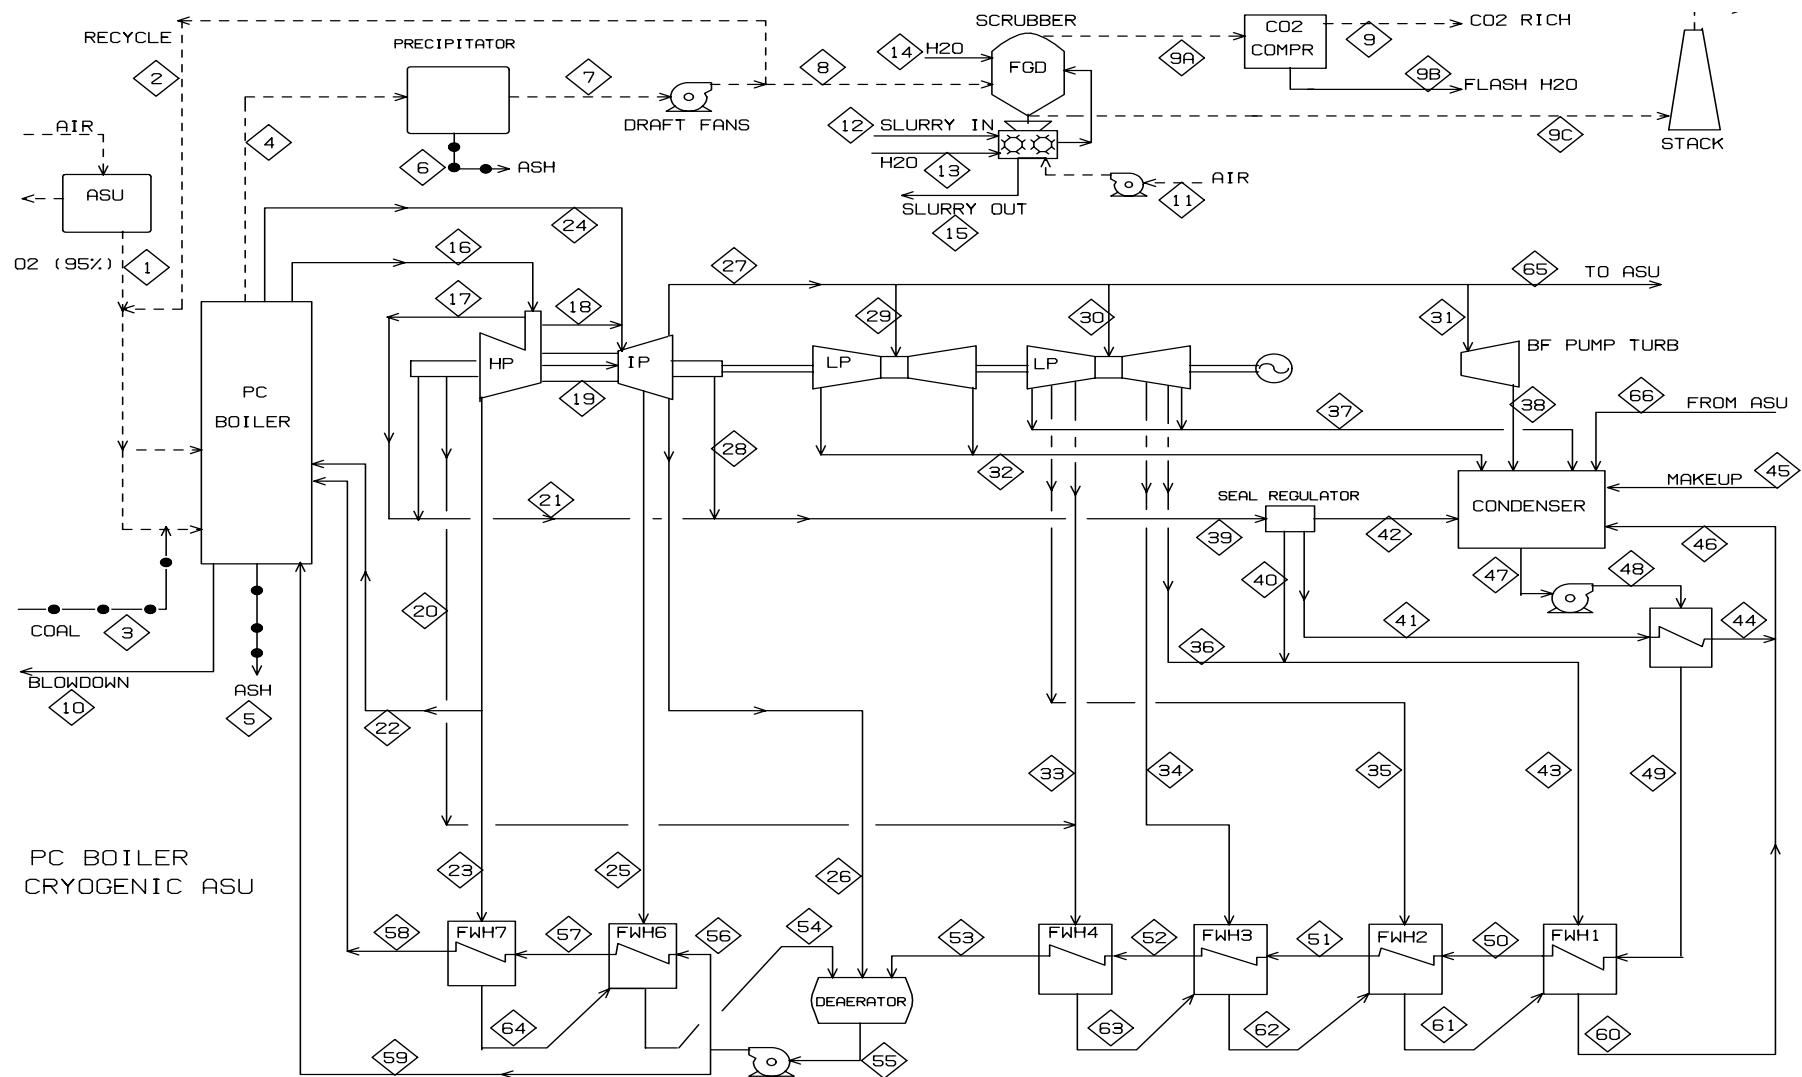 SCRUBBER
CO2 RICH
RECYCLE
PRECIPITATOR
14
H2O
CO2
COMPR
9
2
7
8
FGD
9A
9B
FLASH H2O
AIR
DRAFT FANS
12
SLURRY IN
9C
4
STACK
6
ASH
H2O
13
AIR
ASU
11
SLURRY OUT
24
15
16
O2 (95%)
1
27
65
TO ASU
17
18
29
30
31
HP
IP
LP
LP
BF PUMP TURB
PC
BOILER
19
37
38
66
FROM ASU
28
32
45
MAKEUP
21
SEAL REGULATOR
CONDENSER
39
42
46
40
47
48
20
41
44
COAL
3
36
BLOWDOWN
10
ASH
5
22
33
34
35
43
49
PC BOILER
CRYOGENIC ASU
23
25
26
58
FWH7
57
FWH6
56
54
53
FWH4
52
FWH3
51
FWH2
50
FWH1
DEAERATOR
64
63
62
61
60
59
55